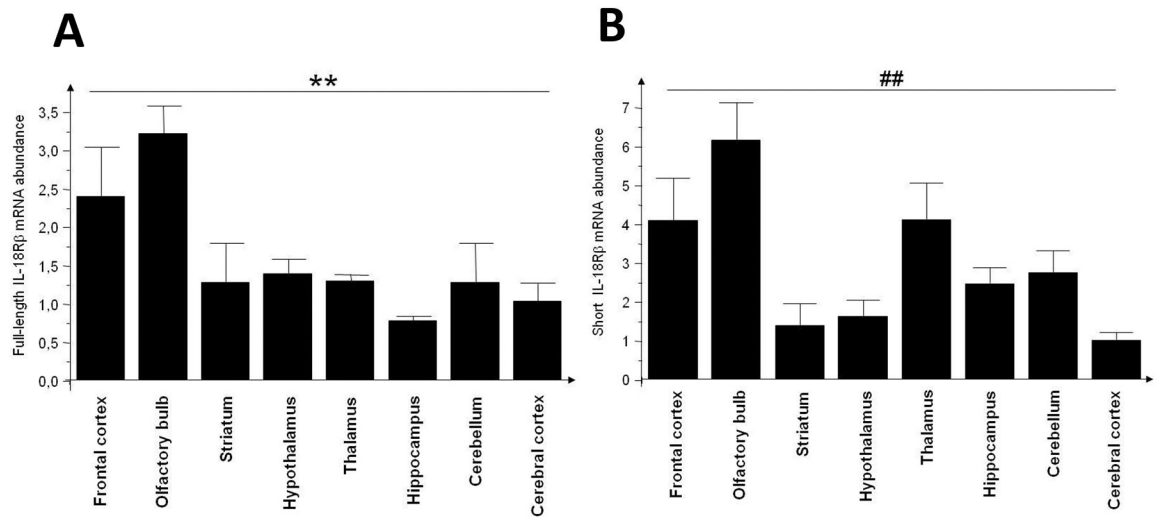 A
**
Full-length IL-18Rβ mRNA abundance
3,5
3,0
2,5
2,0
1,5
1,0
0,5
0,0
Frontal cortex
Olfactory bulb
Striatum
Hypothalamus
Thalamus
Hippocampus
Cerebellum
Cerebral cortex
B
##
Short IL-18Rβ mRNA abundance
7
6
5
4
3
2
1
0
Frontal cortex
Olfactory bulb
Striatum
Hypothalamus
Thalamus
Hippocampus
Cerebellum
Cerebral cortex